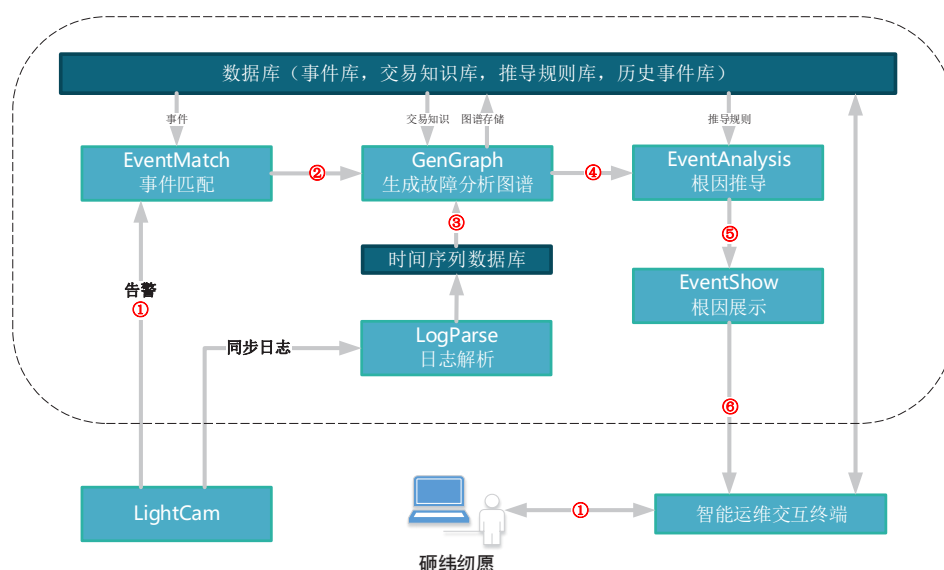 数据库（事件库，交易知识库，推导规则库，历史事件库）
事件
交易知识
图谱存储
推导规则
EventMatch
事件匹配
②
GenGraph
生成故障分析图谱
④
EventAnalysis
根因推导
③
⑤
时间序列数据库
EventShow
根因展示
告警
①
LogParse
日志解析
同步日志
⑥
LightCam
①
智能运维交互终端
砸纬纫愿